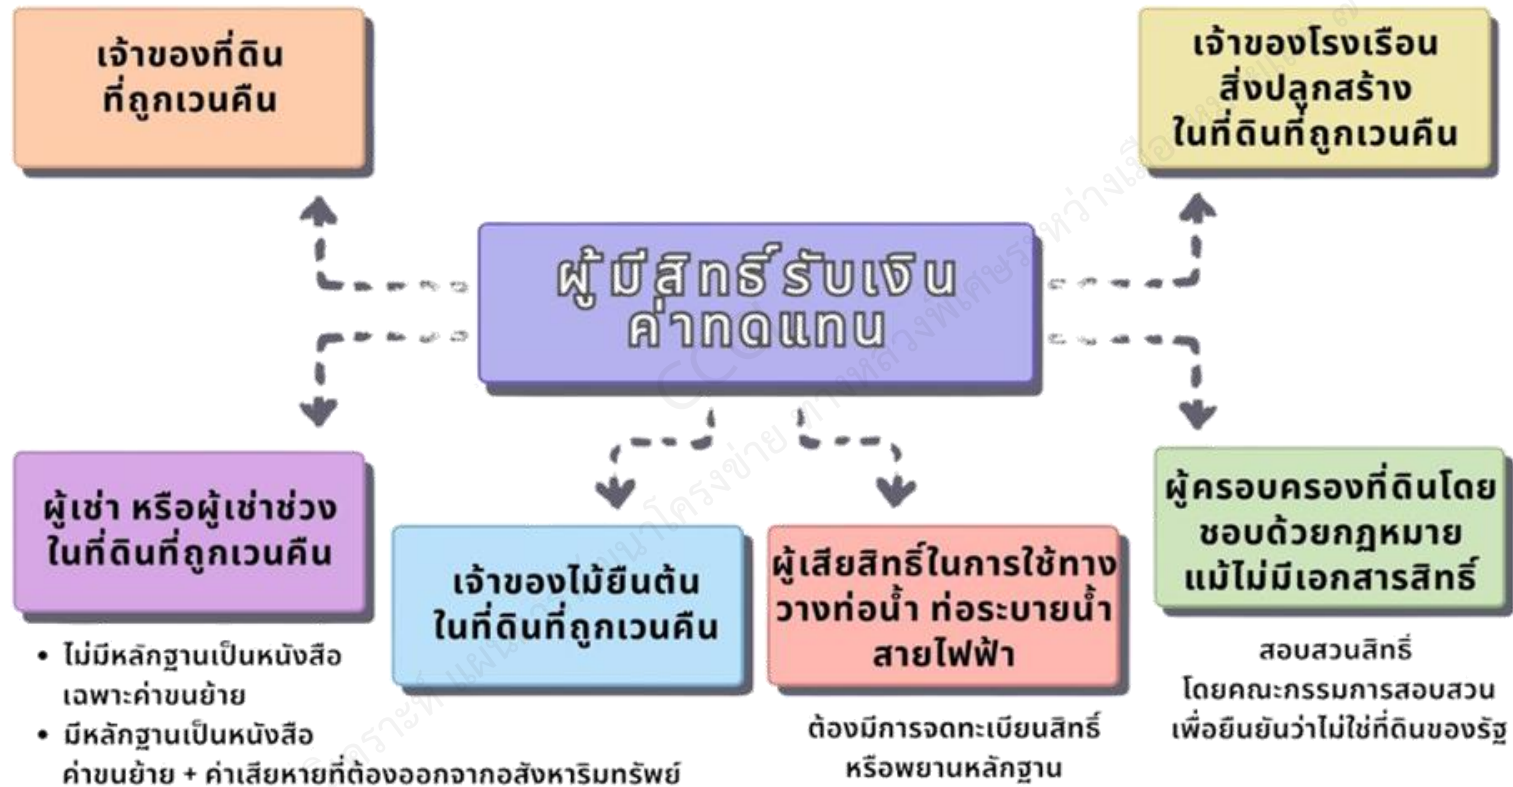 เจ้าของที่ดิน
ที่ถูกเวนคืน
เจ้าของโรงเรือน
สิ่งปลูกสร้าง
ในที่ดินที่ถูกเวนคืน
ผู้มีสิทธิ์รับเงิน
ค่าทดแทน
ผู้เช่า หรือผู้เช่าช่วง
ในที่ดินที่ถูกเวนคืน
• ไม่มีหลักฐานเป็นหนังสือ
เฉพาะค่าขนย้าย
• มีหลักฐานเป็นหนังสือ
ค่าขนย้าย + ค่าเสียหายที่ต้องออกจากอสังหาริมทรัพย์
เจ้าของไม้ยืนต้น
ในที่ดินที่ถูกเวนคืน
ผู้เสียสิทธิ์ในการใช้ทาง
วางท่อน้ำ ท่อระบายน้ำ
สายไฟฟ้า
ต้องมีการจดทะเบียนสิทธิ์
หรือพยานหลักฐาน
ผู้ครอบครองที่ดินโดย
ชอบด้วยกฎหมาย
แม้ไม่มีเอกสารสิทธิ์
สอบสวนสิทธิ์
โดยคณะกรรมการสอบสวน
เพื่อยืนยันว่าไม่ใช่ที่ดินของรัฐ